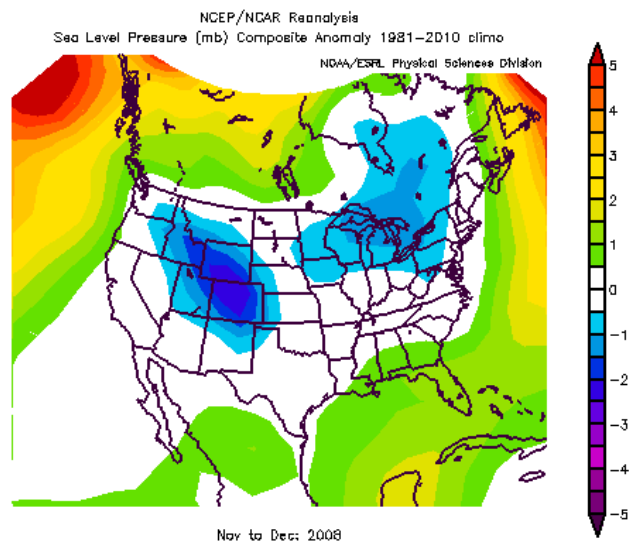 NCEP/NCAR Reanalysis
Sea Level Pressure (mb) Composite Anomaly 1981-2010 climo
NOAA/ESRL Physical Sciences Division
5
4
3
2
1
0
-1
-2
-3
-4
-5
Nov to Dec: 2008